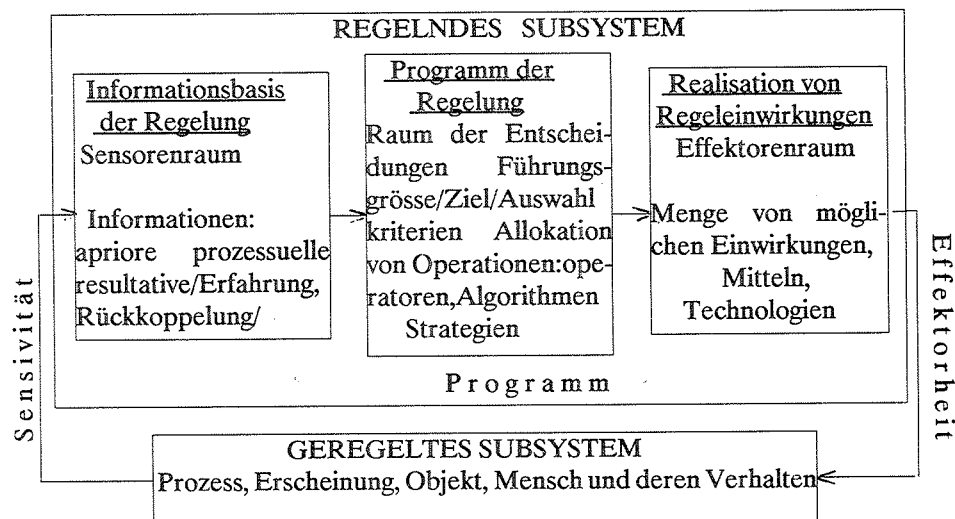 REGELNDES SUBSYSTEM
Informationsbasis
der Regelung
Sensorenraum
Informationen:
apriore prozessuelle
resultative/Erfahrung,
Rückkoppelung/
Programm der
Regelung
Raum der Entschei-
dungen Führungs-
grösse/Ziel/Auswahl
kriterien Allokation
von Operationen:ope-
ratoren,Algorithmen
Strategien
Realisation von
Regeleinwirkungen
Effektorenraum
Menge von mögli-
chen Einwirkungen,
Mitteln,
Technologien
Programm
Sensivität
Effektorheit
GEREGELTES SUBSYSTEM
Prozess, Erscheinung, Objekt, Mensch und deren Verhalten